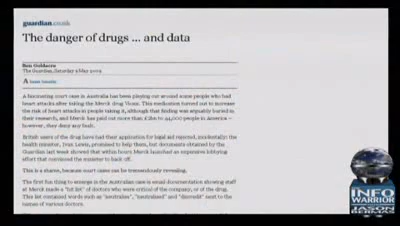 guardian.co.uk
The danger of drugs ... and data
Ben Goldacre
The Guardian, Saturday 9 May 2009
A fascinating court case in Australia has been playing out around some people who had
heart attacks after taking the Merck drug Vioxx. This medication turned out to increase
the risk of heart attacks in people taking it, although that finding was arguably buried in
their research, and Merck has paid out more than to 44,000 people in America –
however, they deny any fault.
British users of the drug have had their application for legal aid rejected, incidentally: the
health minister, Ivan Lewis, promised to help them, but documents obtained by the
Guardian last week showed that within hours Merck launched an expensive lobbying
effort that convinced the minister to back off.
This is a shame, because court cases can be tremendously revealing.
The first fun thing to emerge in the Australian case is email documentation showing staff
at Merck made a "hit list" of doctors who were critical of the company, or of the drug.
This list contained words such as "neutralise", "neutralised" and "discredit" next to the
names of various doctors.
INFO
WARRIOR
JASON
BERMAS